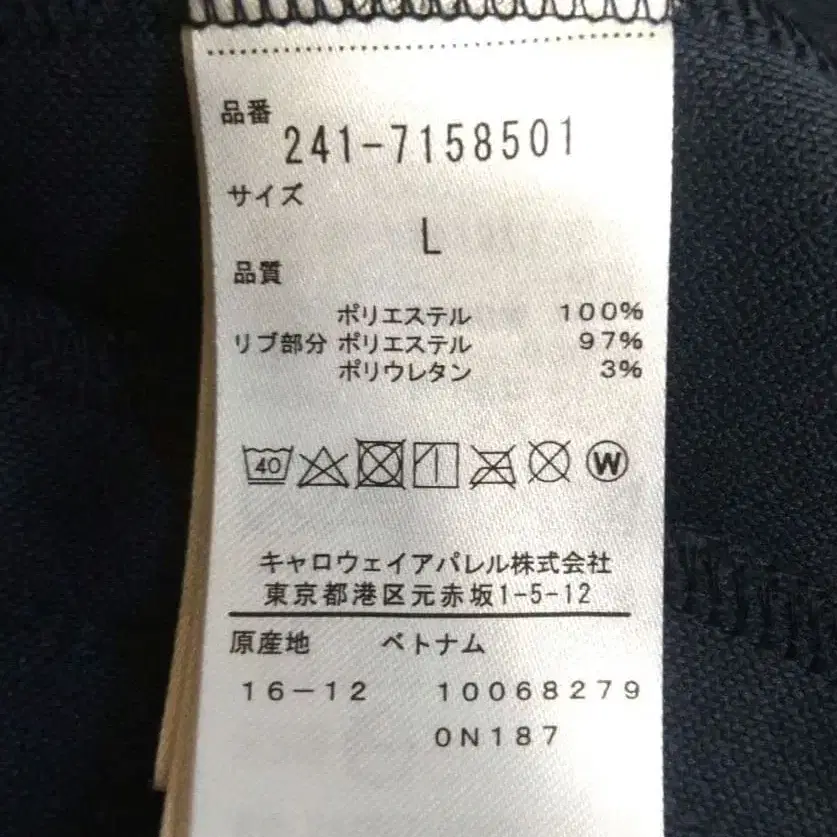 品番
241-7158501
サイズ
L
品質
ポリエステル 100%
リブ部分 ポリエステル 97%
ポリウレタン 3%
40 W
キャロウェイアパレル株式会社
東京都港区元赤坂1-5-12
原産地 ベトナム
16-12 10068279
0N187